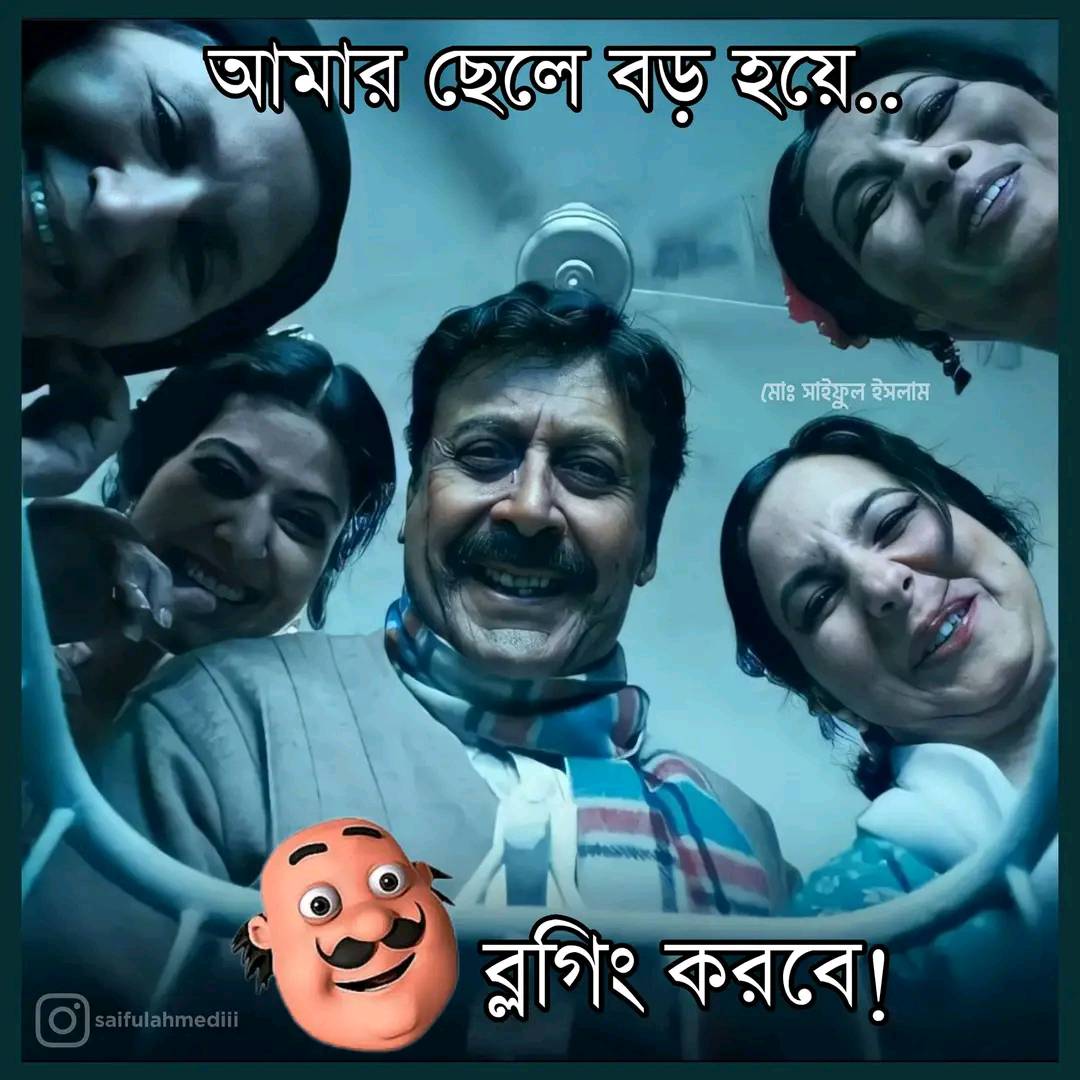 আমার ছেলে বড় হয়ে..
মোঃ সাইফুল ইসলাম
ব্লগিং করবে!
saifulahmediii